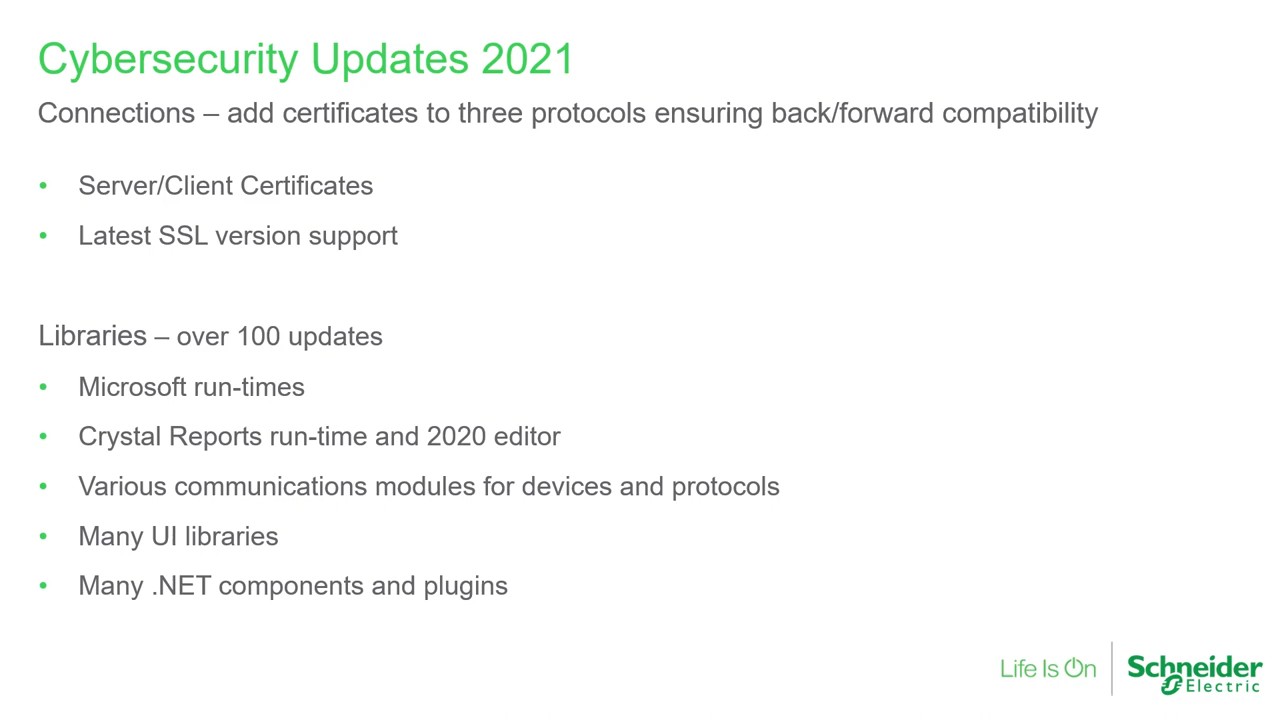 Cybersecurity Updates 2021
Connections – add certificates to three protocols ensuring back/forward compatibility
• Server/Client Certificates
• Latest SSL version support
Libraries – over 100 updates
• Microsoft run-times
• Crystal Reports run-time and 2020 editor
• Various communications modules for devices and protocols
• Many UI libraries
• Many .NET components and plugins
Life Is On
Schneider
Electric